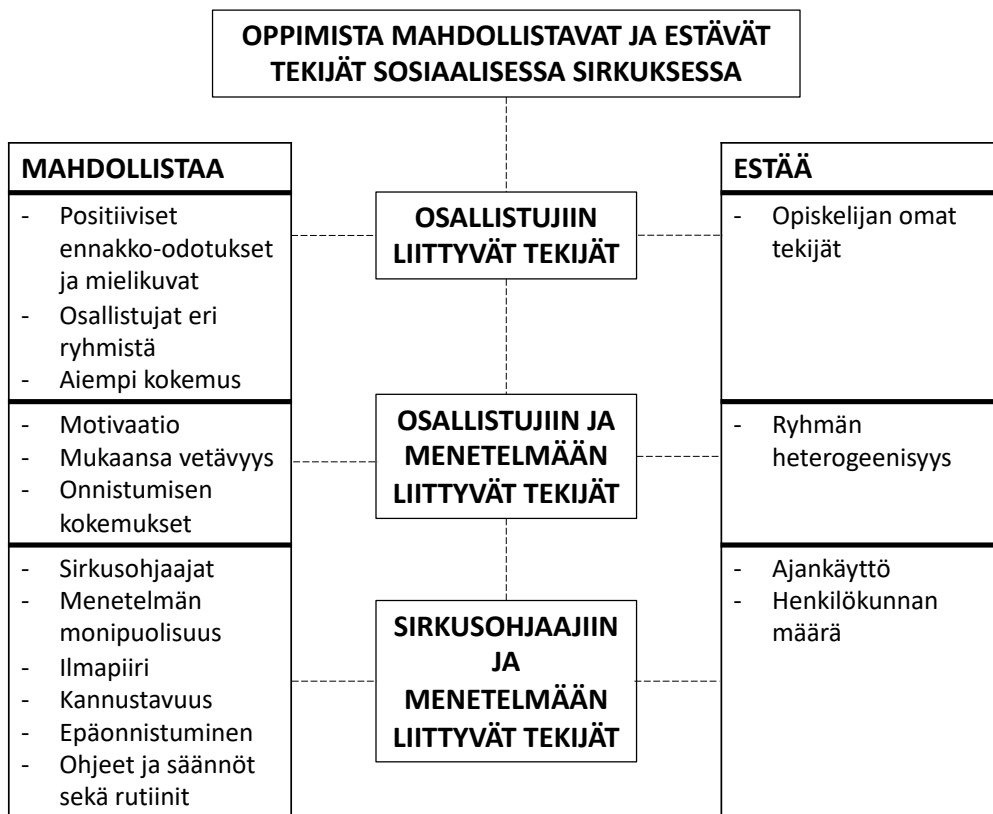 OPPIMISTA MAHDOLLISTAVAT JA ESTÄVÄT
TEKIJÄT SOSIAALISESSA SIRKUKSESSA
MAHDOLLISTAA
- Positiiviset
ennakko-odotukset
ja mielikuvat
- Osallistujat eri
ryhmistä
- Aiempi kokemus
- Motivaatio
- Mukaansa vetävyys
- Onnistumisen
kokemukset
- Sirkusohjaajat
- Menetelmän
monipuolisuus
- Ilmapiiri
- Kannustavuus
- Epäonnistuminen
- Ohjeet ja säännöt
sekä rutiinit
OSALLISTUJIIN
LIITTYVÄT TEKIJÄT
OSALLISTUJIIN JA
MENETELMÄÄN
LIITTYVÄT TEKIJÄT
SIRKUSOHJAAJIIN
JA
MENETELMÄÄN
LIITTYVÄT TEKIJÄT
ESTÄÄ
- Opiskelijan omat
tekijät
- Ryhmän
heterogeenisyys
- Ajankäyttö
- Henkilökunnan
määrä